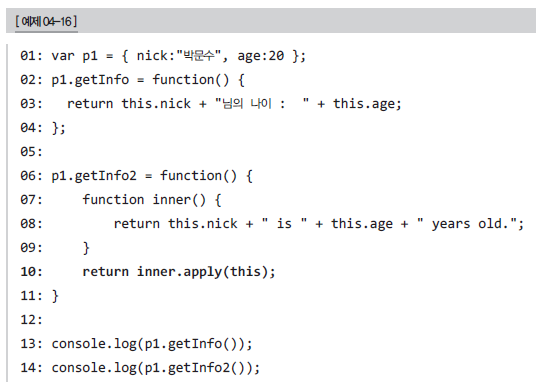 [ 예제 04-16 ]
01: var p1 = { nick:"박문수", age:20 };
02: p1.getInfo = function() {
03:   return this.nick + "님의 나이 :  " + this.age;
04: };
05:
06: p1.getInfo2 = function() {
07:     function inner() {
08:         return this.nick + " is " + this.age + " years old.";
09:     }
10:     return inner.apply(this);
11: }
12:
13: console.log(p1.getInfo());
14: console.log(p1.getInfo2());